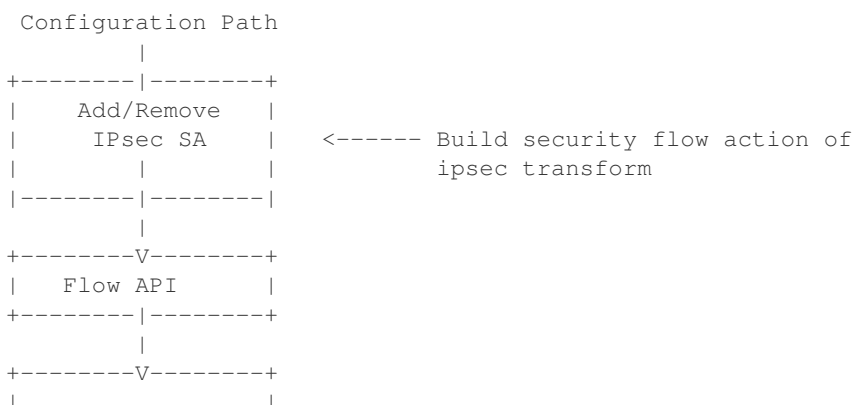 Configuration Path
|
+--------|--------+
| Add/Remove |
| IPsec SA | <------ Build security flow action of
| | | ipsec transform
|--------|--------|
|
+--------V--------+
| Flow API |
+--------|--------+
|
+--------V--------+
| |